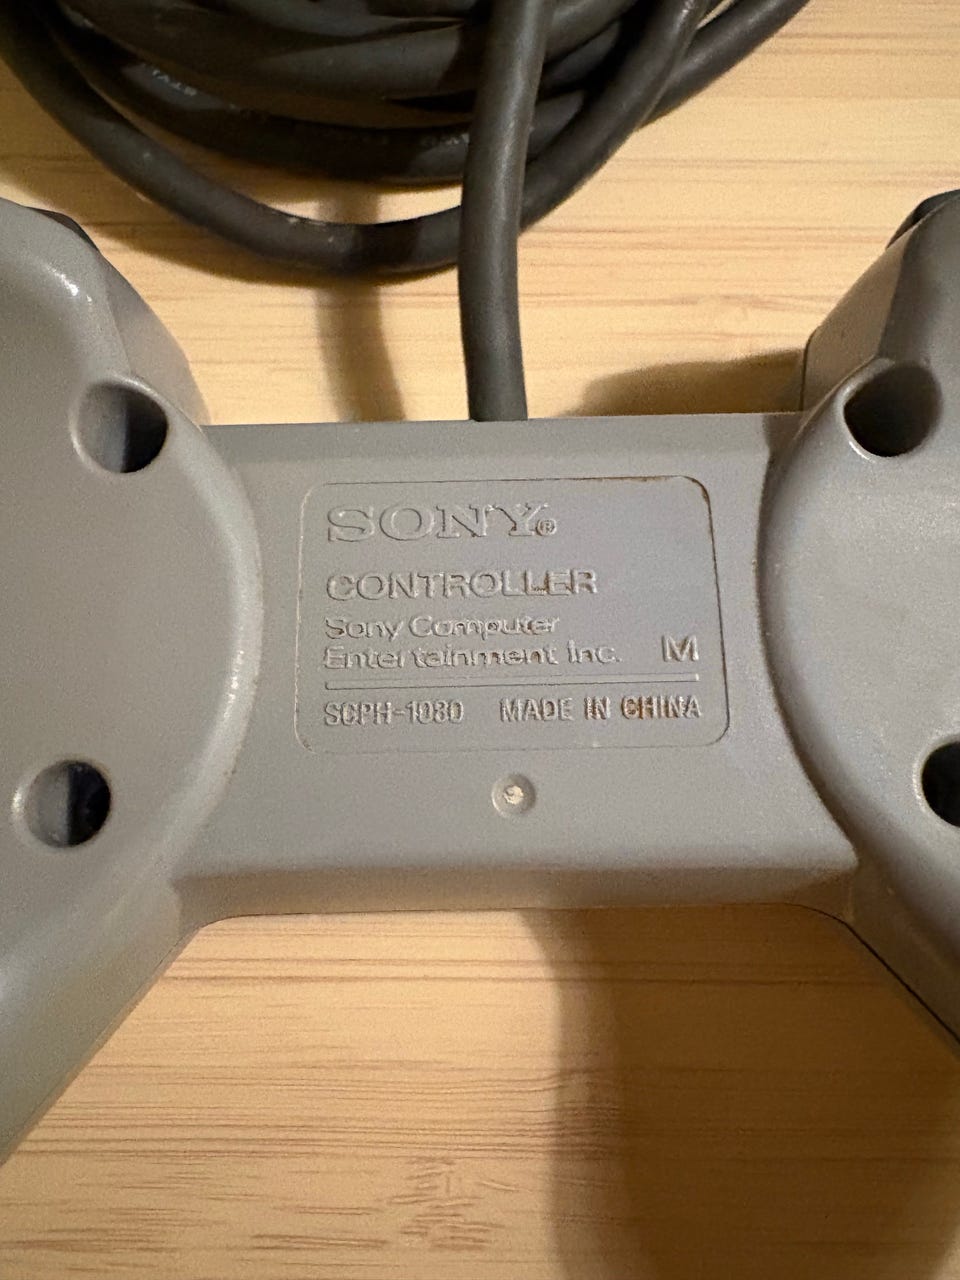 SONY®
CONTROLLER
Sony Computer
Entertainment Inc. M
SCPH-1080 MADE IN CHINA